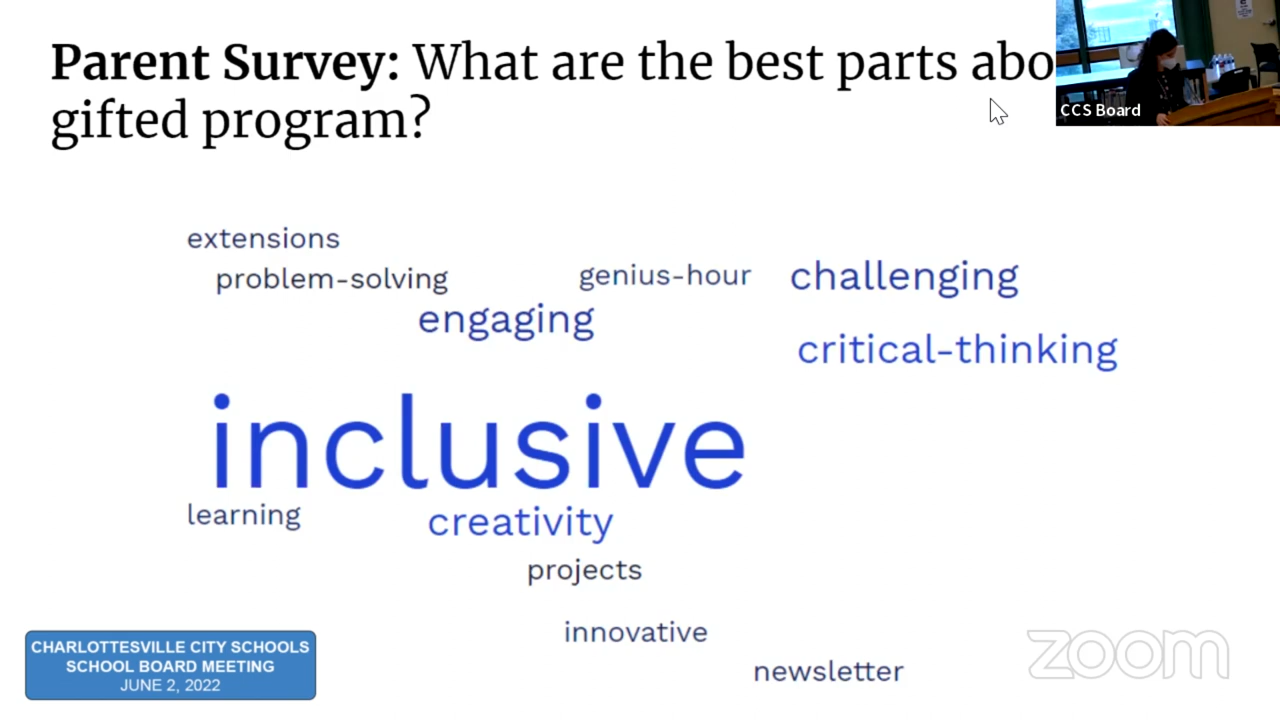 Parent Survey: What are the best parts abo
gifted program?
CCS Board
extensions
problem-solving
genius-hour
challenging
engaging
critical-thinking
inclusive
learning
creativity
projects
innovative
newsletter
CHARLOTTESVILLE CITY SCHOOLS
SCHOOL BOARD MEETING
JUNE 2, 2022
zoom